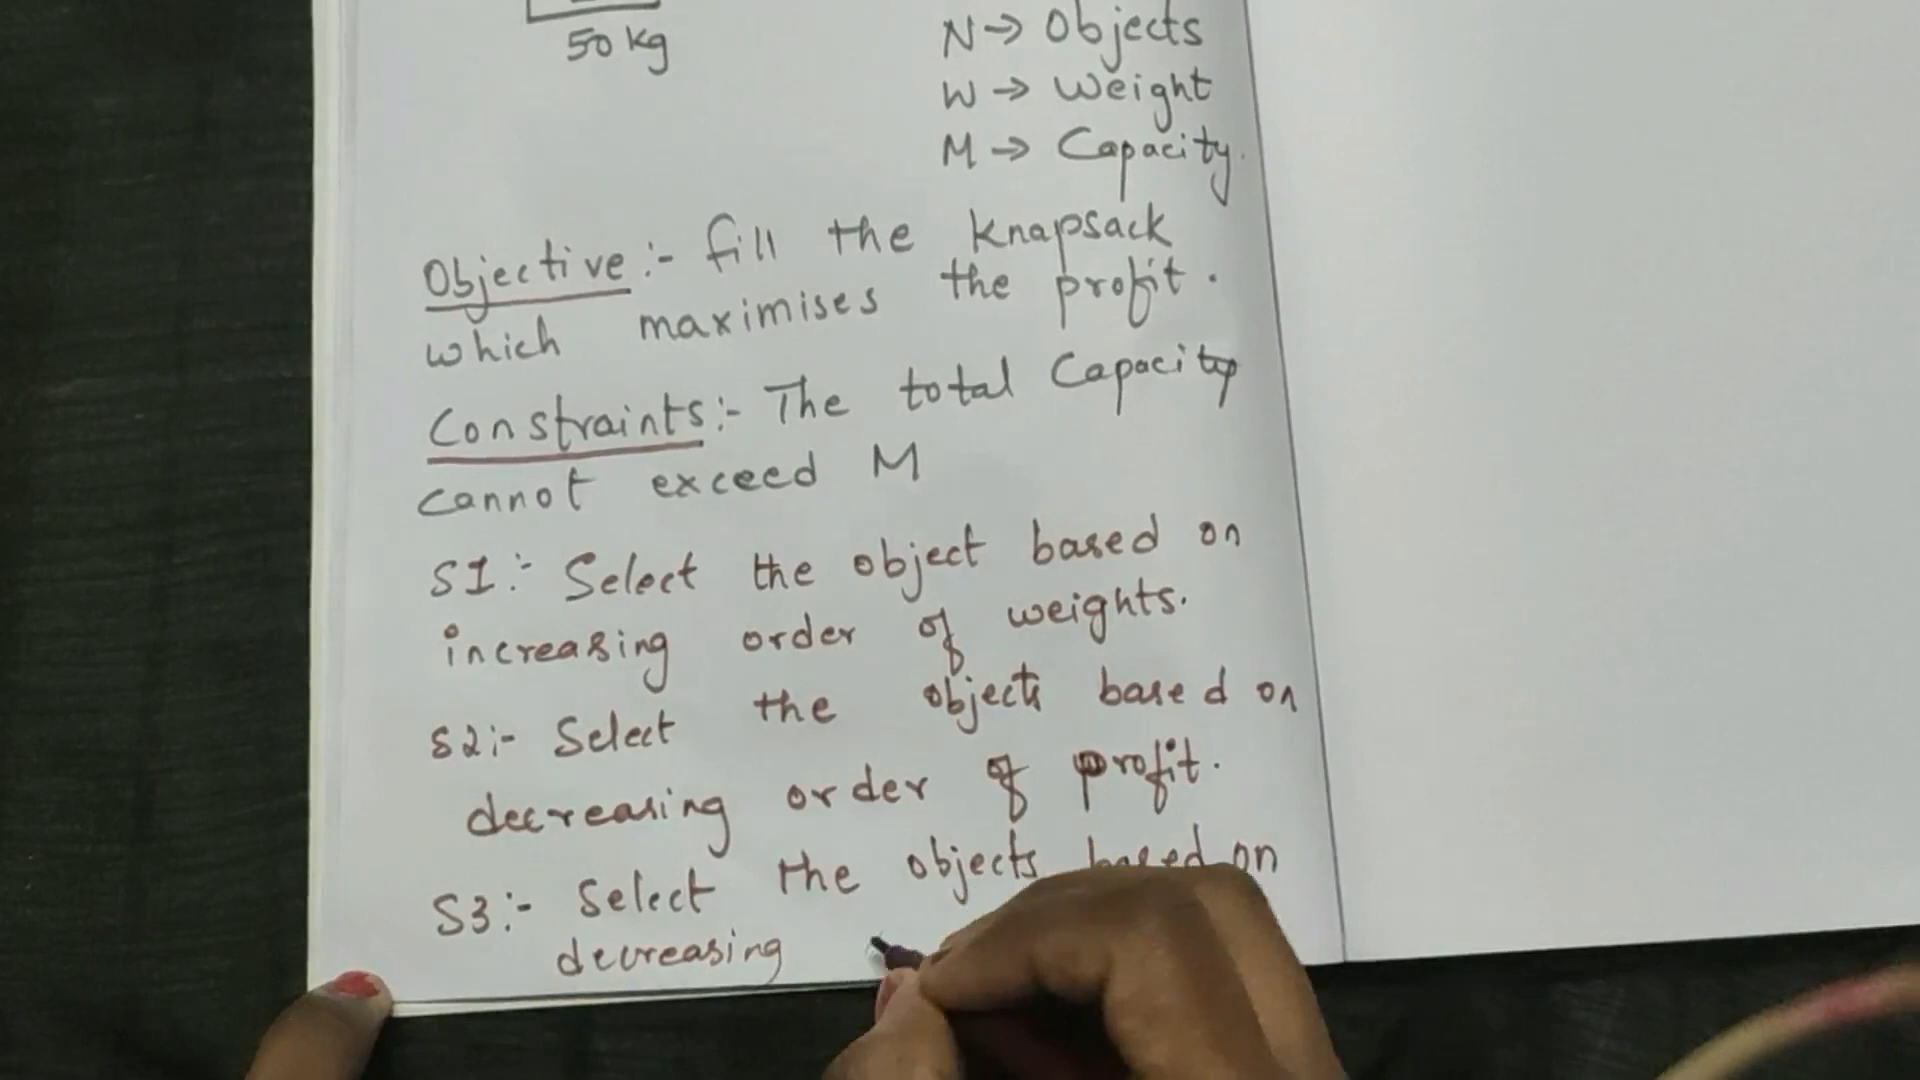 50 kg
N → Objects
W → Weight
M → Capacity.
Objective :- fill the knapsack
which maximises the profit.
Constraints :- The total Capacity
cannot exceed M
S1 :- Select the object based on
increasing order of weights.
S2 :- Select the objects based on
decreasing order of profit.
S3 :- Select the objects based on
decreasing